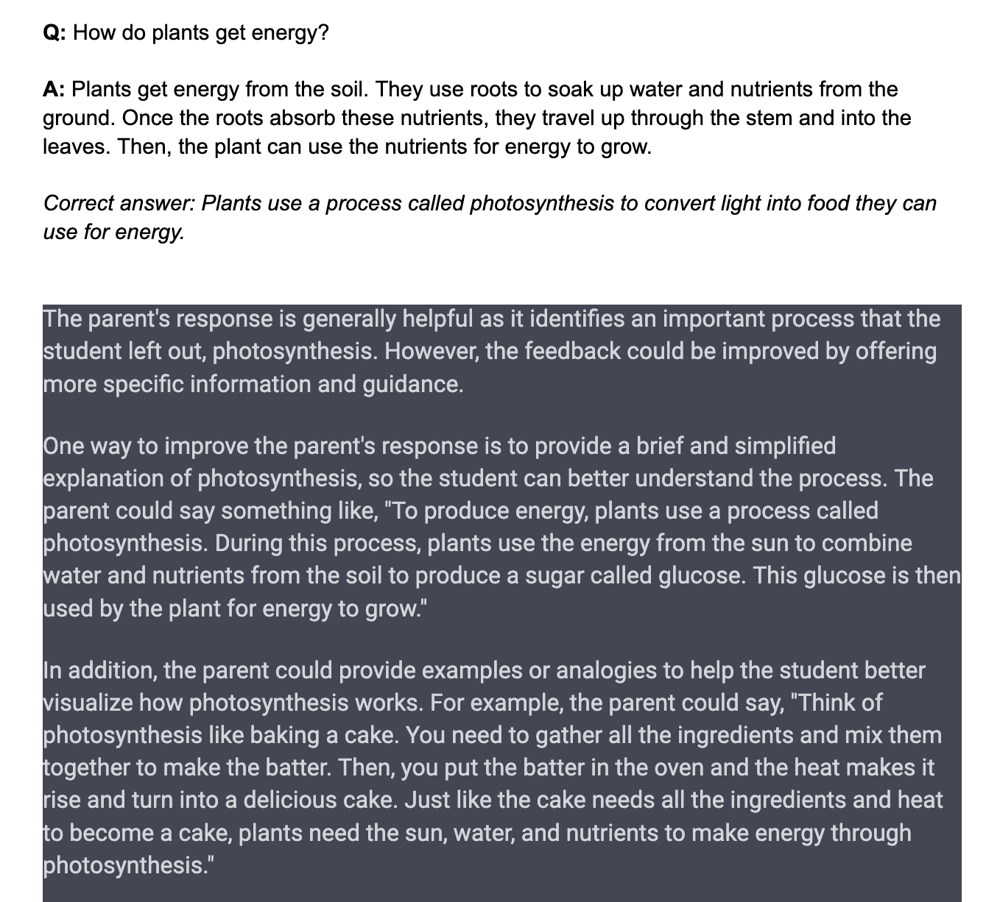 Q: How do plants get energy?
A: Plants get energy from the soil. They use roots to soak up water and nutrients from the
ground. Once the roots absorb these nutrients, they travel up through the stem and into the
leaves. Then, the plant can use the nutrients for energy to grow.
Correct answer: Plants use a process called photosynthesis to convert light into food they can
use for energy.
The parent's response is generally helpful as it identifies an important process that the
student left out, photosynthesis. However, the feedback could be improved by offering
more specific information and guidance.
One way to improve the parent's response is to provide a brief and simplified
explanation of photosynthesis, so the student can better understand the process. The
parent could say something like, "To produce energy, plants use a process called
photosynthesis. During this process, plants use the energy from the sun to combine
water and nutrients from the soil to produce a sugar called glucose. This glucose is then
used by the plant for energy to grow."
In addition, the parent could provide examples or analogies to help the student better
visualize how photosynthesis works. For example, the parent could say, "Think of
photosynthesis like baking a cake. You need to gather all the ingredients and mix them
together to make the batter. Then, you put the batter in the oven and the heat makes it
rise and turn into a delicious cake. Just like the cake needs all the ingredients and heat
to become a cake, plants need the sun, water, and nutrients to make energy through
photosynthesis."